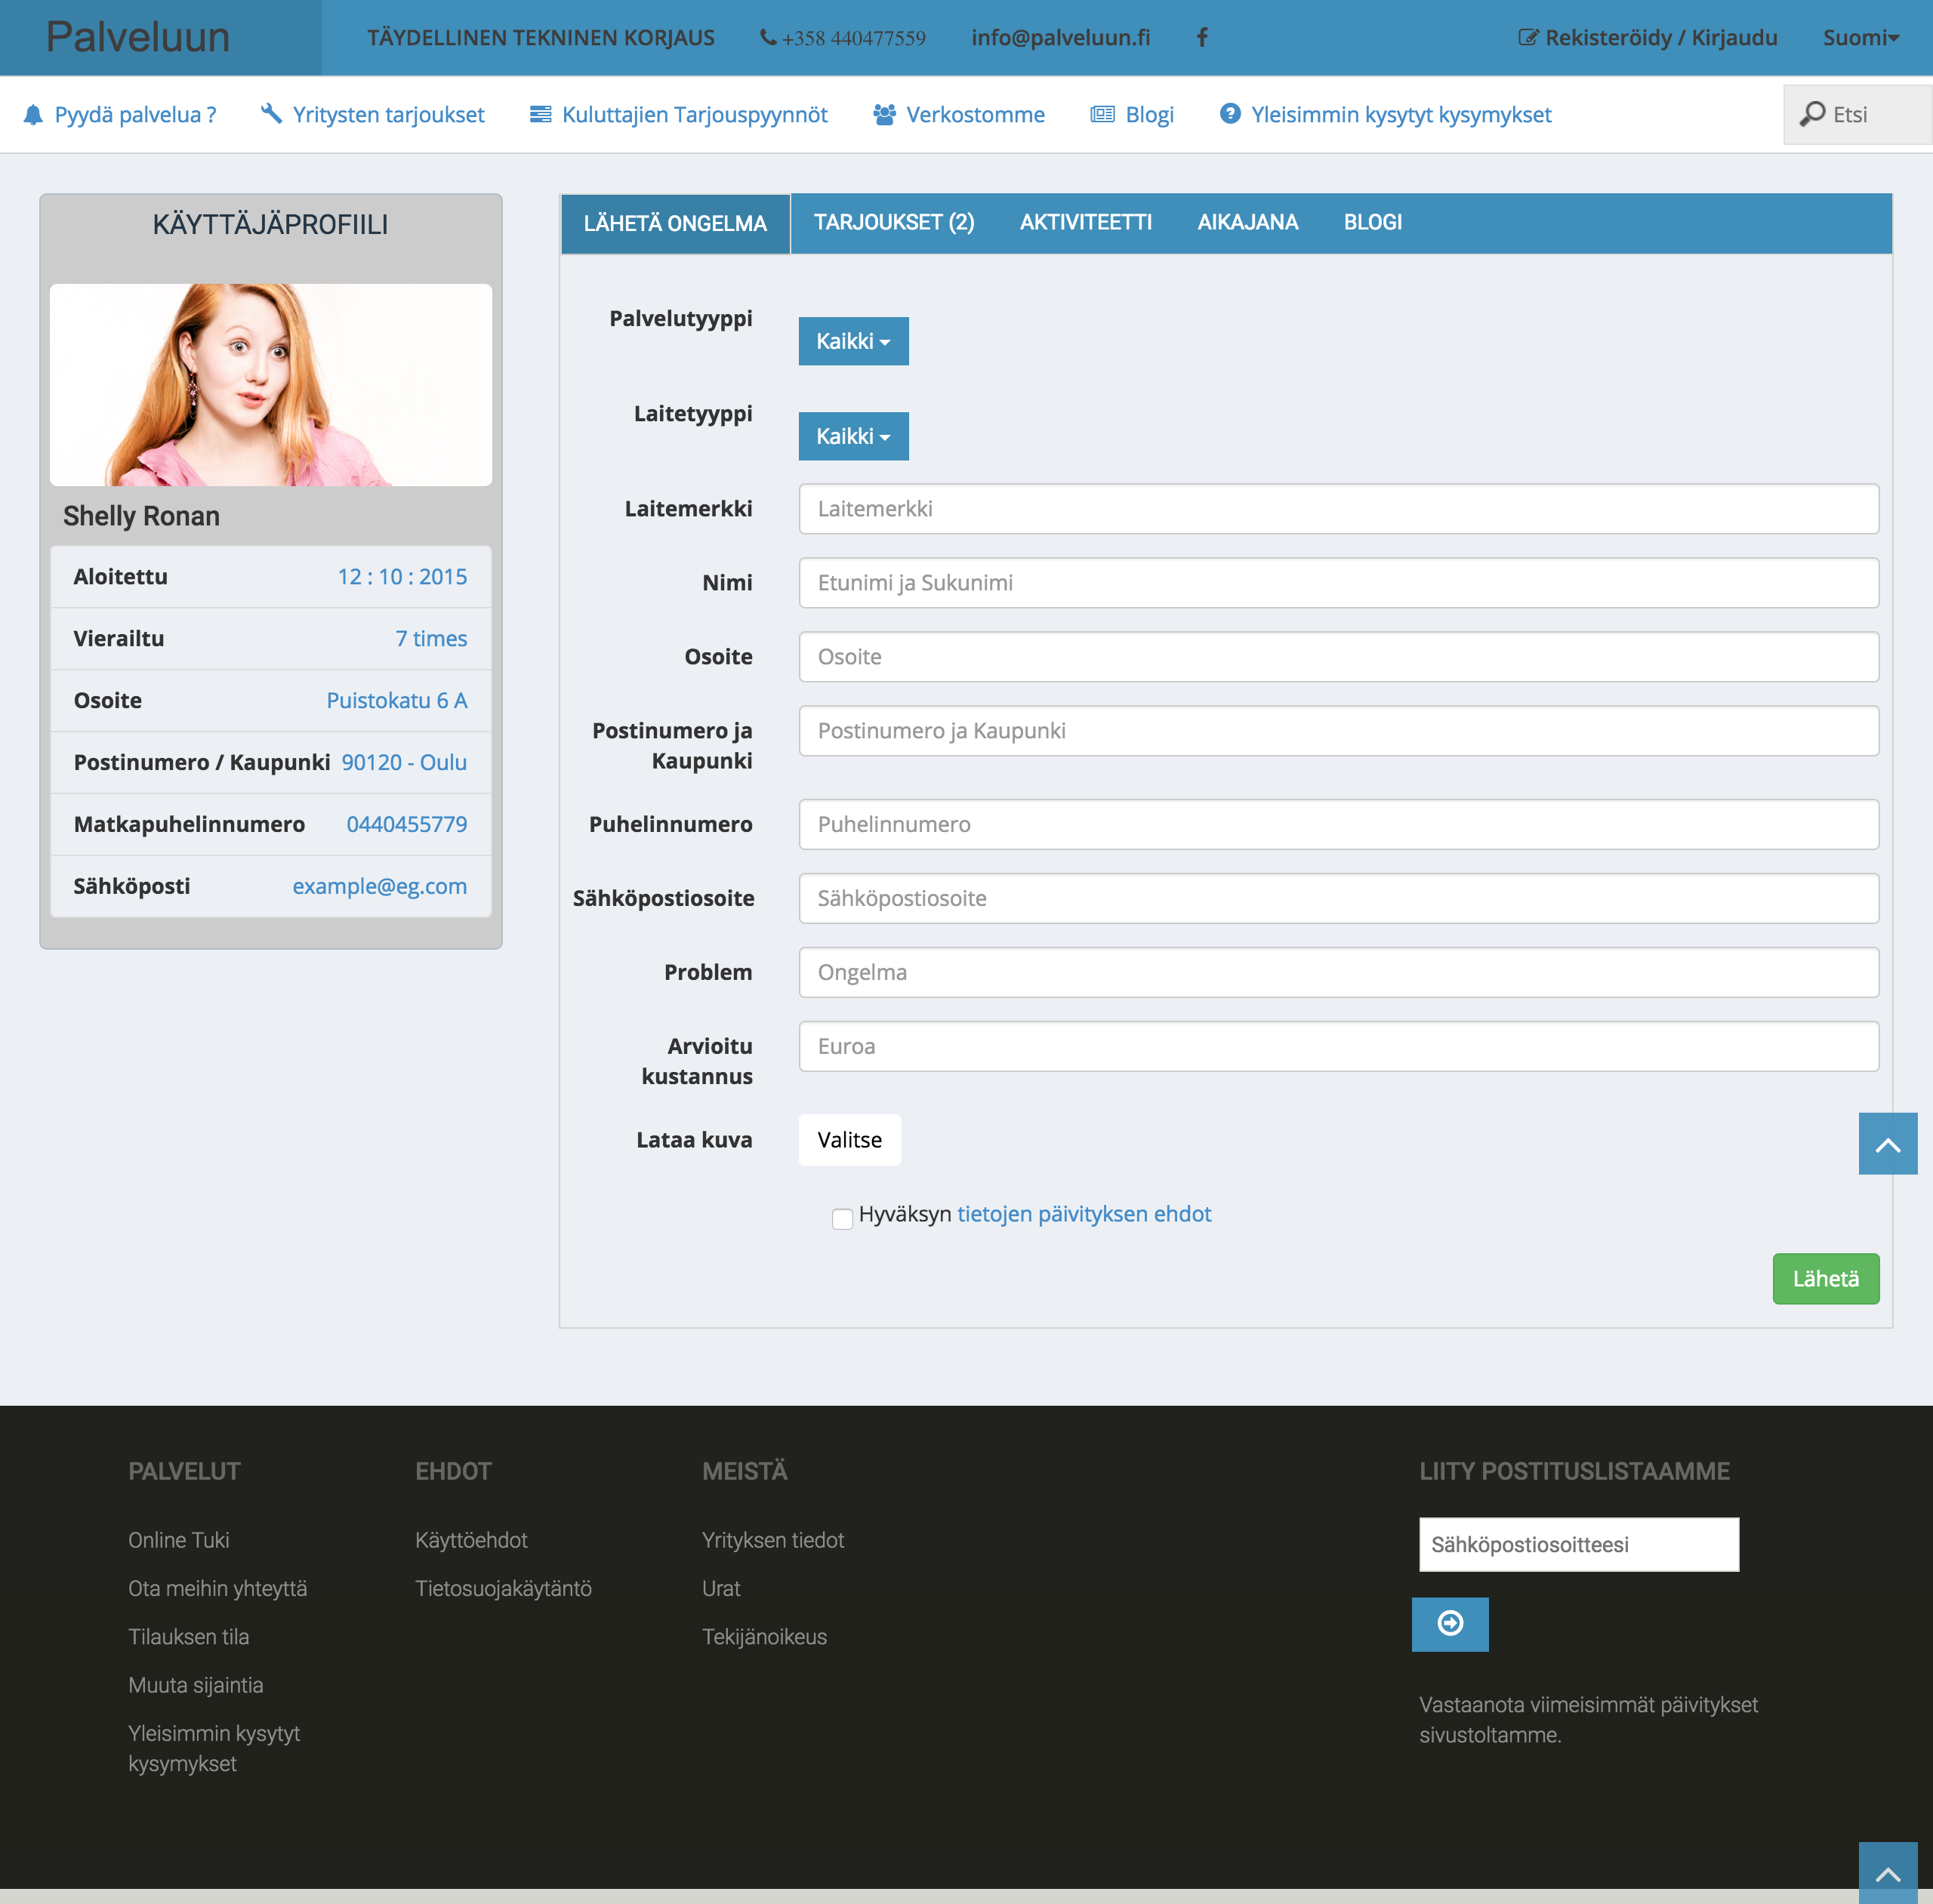 Palveluun
TÄYDELLINEN TEKNINEN KORJAUS
+358 440477559
info@palveluun.fi
Rekisteröidy / Kirjaudu
Suomi
Pyydä palvelua ?
Yritysten tarjoukset
Kuluttajien Tarjouspyynnöt
Verkostomme
Blogi
Yleisimmin kysytyt kysymykset
Etsi
KÄYTTÄJÄPROFIILI
Shelly Ronan
Aloitettu 12 : 10 : 2015
Vierailtu 7 times
Osoite Puistokatu 6 A
Postinumero / Kaupunki 90120 - Oulu
Matkapuhelinnumero 0440455779
Sähköposti example@eg.com
LÄHETÄ ONGELMA
TARJOUKSET (2)
AKTIVITEETTI
AIKAJANA
BLOGI
Palvelutyyppi
Kaikki
Laitetyyppi
Kaikki
Laitemerkki
Laitemerkki
Nimi
Etunimi ja Sukunimi
Osoite
Osoite
Postinumero ja
Kaupunki
Postinumero ja Kaupunki
Puhelinnumero
Puhelinnumero
Sähköpostiosoite
Sähköpostiosoite
Problem
Ongelma
Arvioitu
kustannus
Euroa
Lataa kuva
Valitse
Hyväksyn tietojen päivityksen ehdot
Lähetä
PALVELUT
Online Tuki
Ota meihin yhteyttä
Tilauksen tila
Muuta sijaintia
Yleisimmin kysytyt
kysymykset
EHDOT
Käyttöehdot
Tietosuojakäytäntö
MEISTÄ
Yrityksen tiedot
Urat
Tekijänoikeus
LIITY POSTITUSLISTAAMME
Sähköpostiosoitteesi
Vastaanota viimeisimmät päivitykset
sivustoltamme.